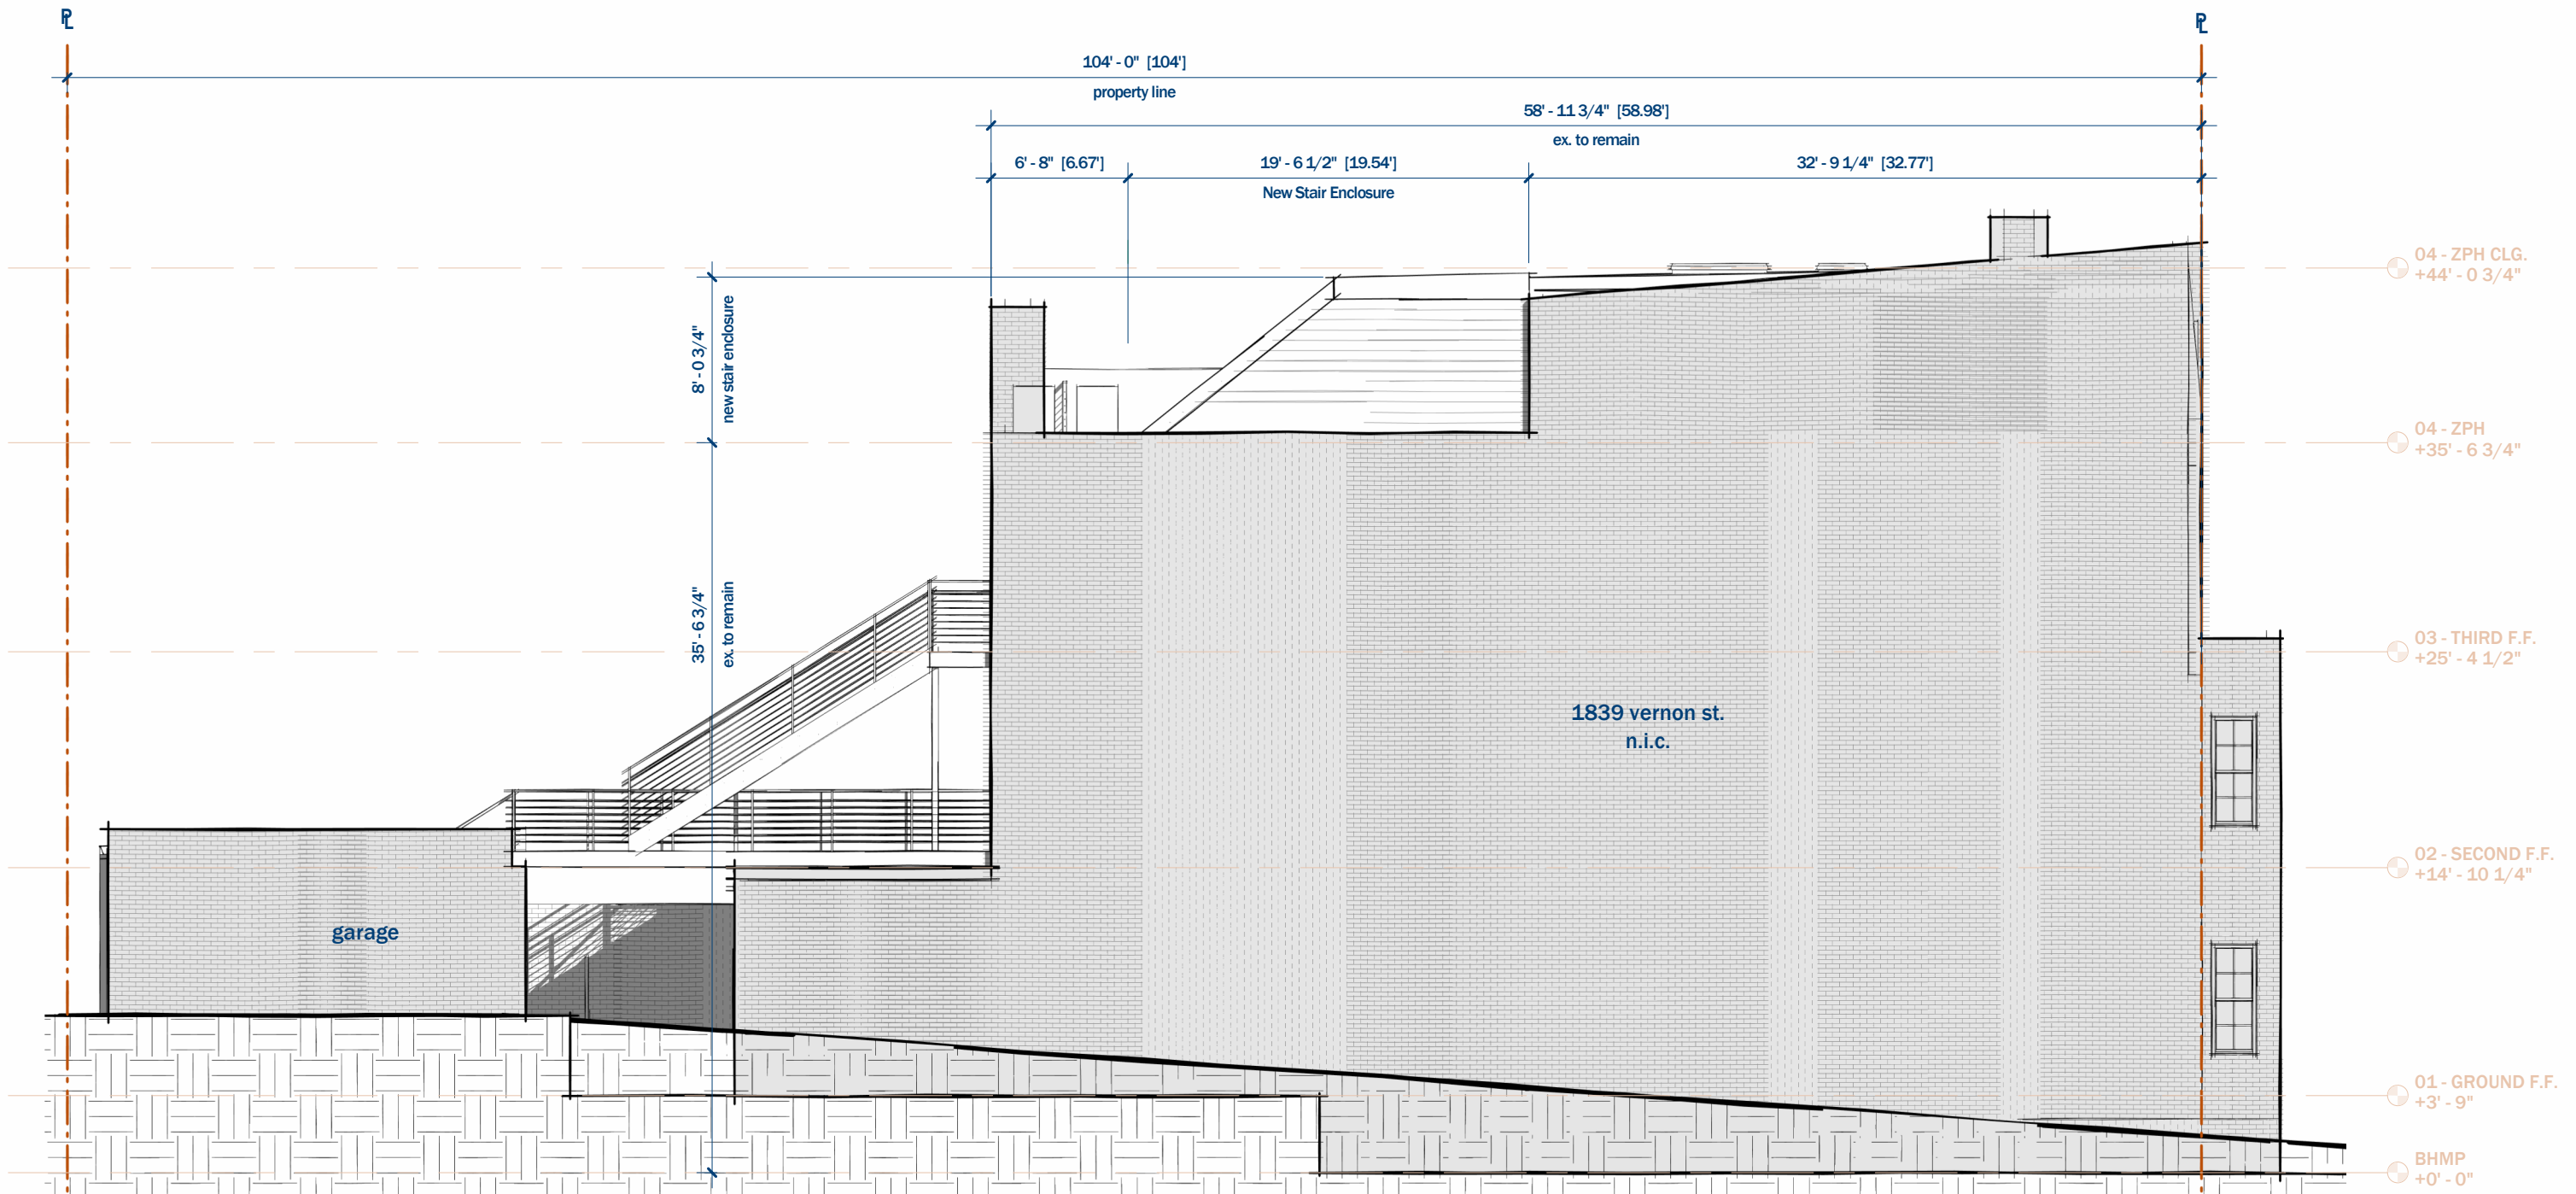 PL
PL
104' - 0" [104']
property line
58' - 11 3/4" [58.98']
ex. to remain
6' - 8" [6.67']
19' - 6 1/2" [19.54']
32' - 9 1/4" [32.77']
New Stair Enclosure
04 - ZPH CLG.
+44' - 0 3/4"
8' - 0 3/4"
new stair enclosure
04 - ZPH
+35' - 6 3/4"
35' - 6 3/4"
ex. to remain
03 - THIRD F.F.
+25' - 4 1/2"
1839 vernon st.
n.i.c.
02 - SECOND F.F.
+14' - 10 1/4"
garage
01 - GROUND F.F.
+3' - 9"
BHMP
+0' - 0"